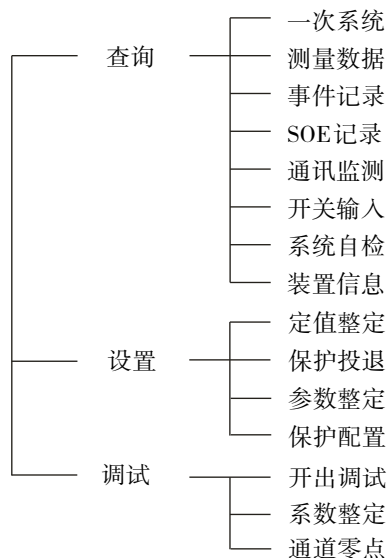 查询
一次系统
测量数据
事件记录
SOE记录
通讯监测
开关输入
系统自检
装置信息
设置
定值整定
保护投退
参数整定
保护配置
调试
开出调试
系数整定
通道零点